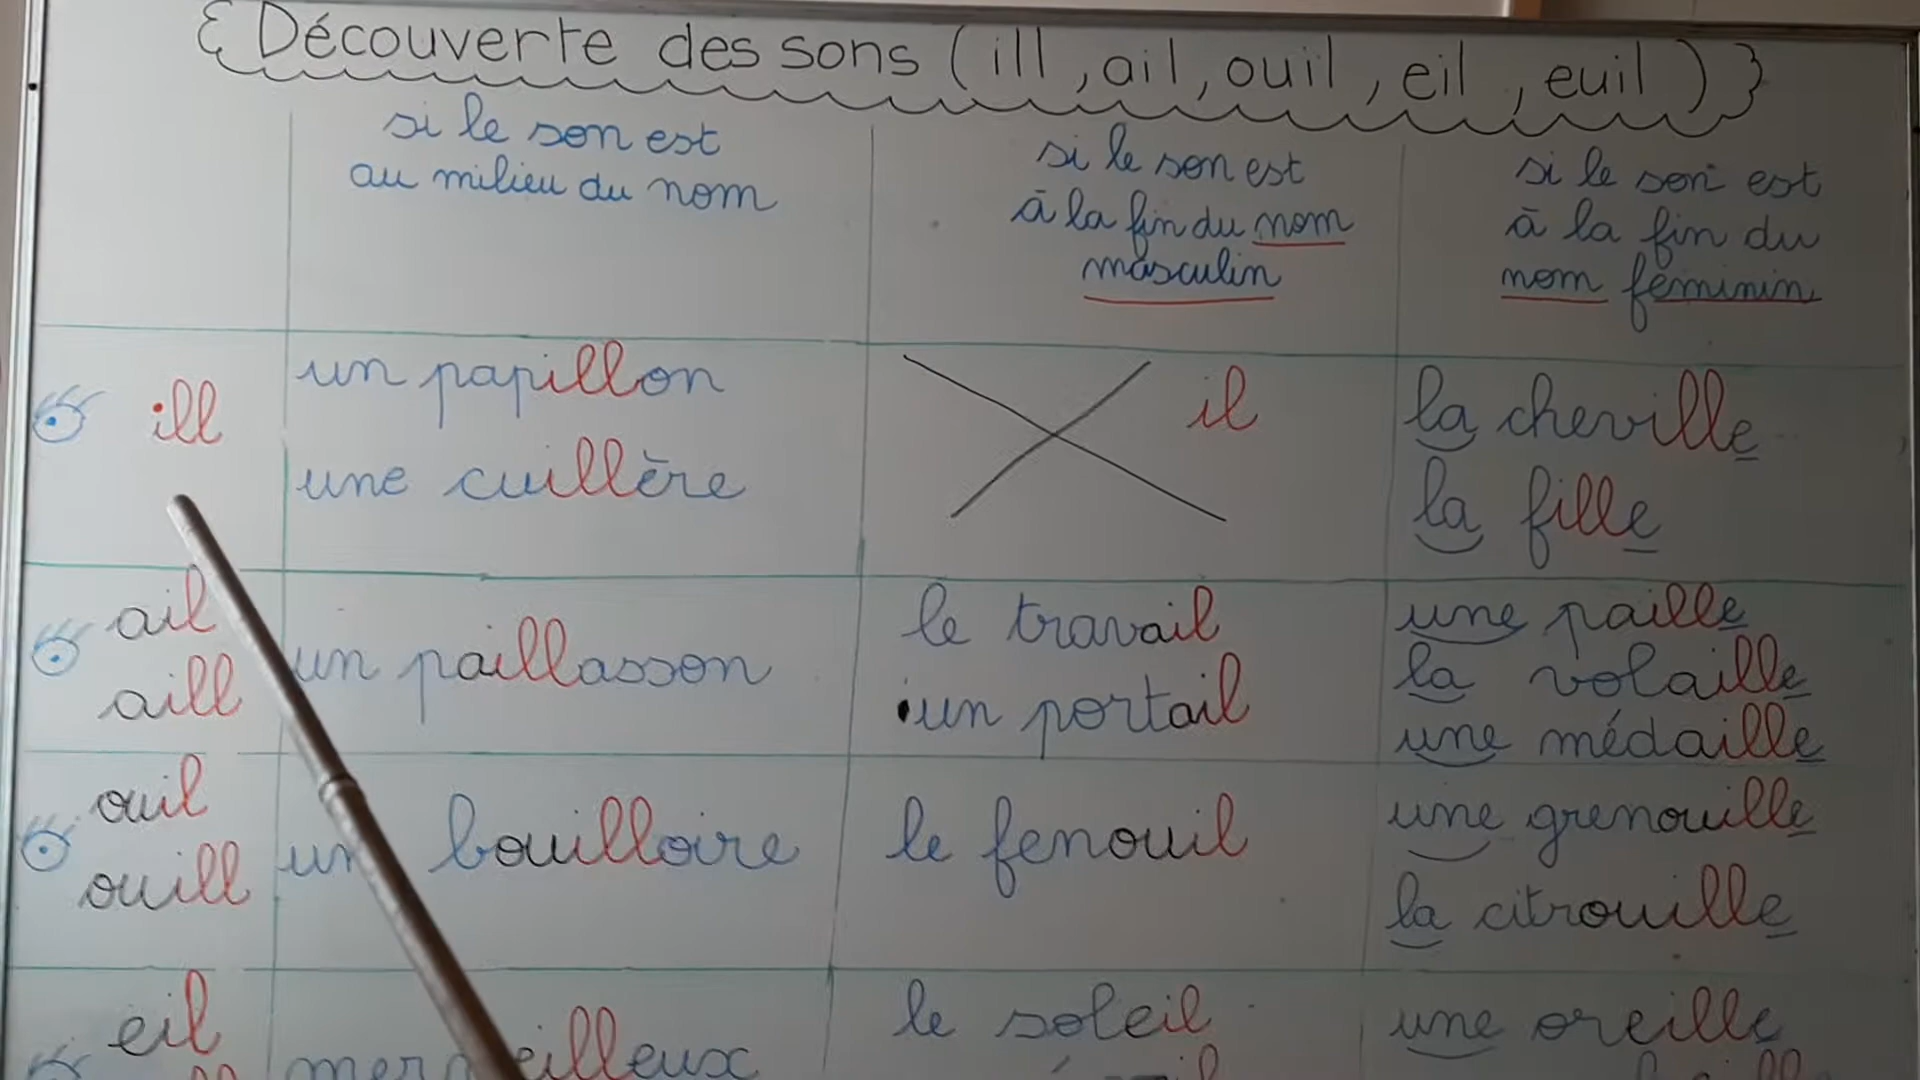 Découverte des sons (ill, ail, ouil, eil, euil)
si le son est
au milieu du nom
si le son est
à la fin du nom
masculin
si le son est
à la fin du
nom féminin
ill
un papillon
une cuillère
il
la cheville
la fille
ail
aill
un paillasson
le travail
un portail
une paille
la volaille
une médaille
ouil
ouill
un bouilloire
le fenouil
une grenouille
la citrouille
eil
le soleil
une oreille